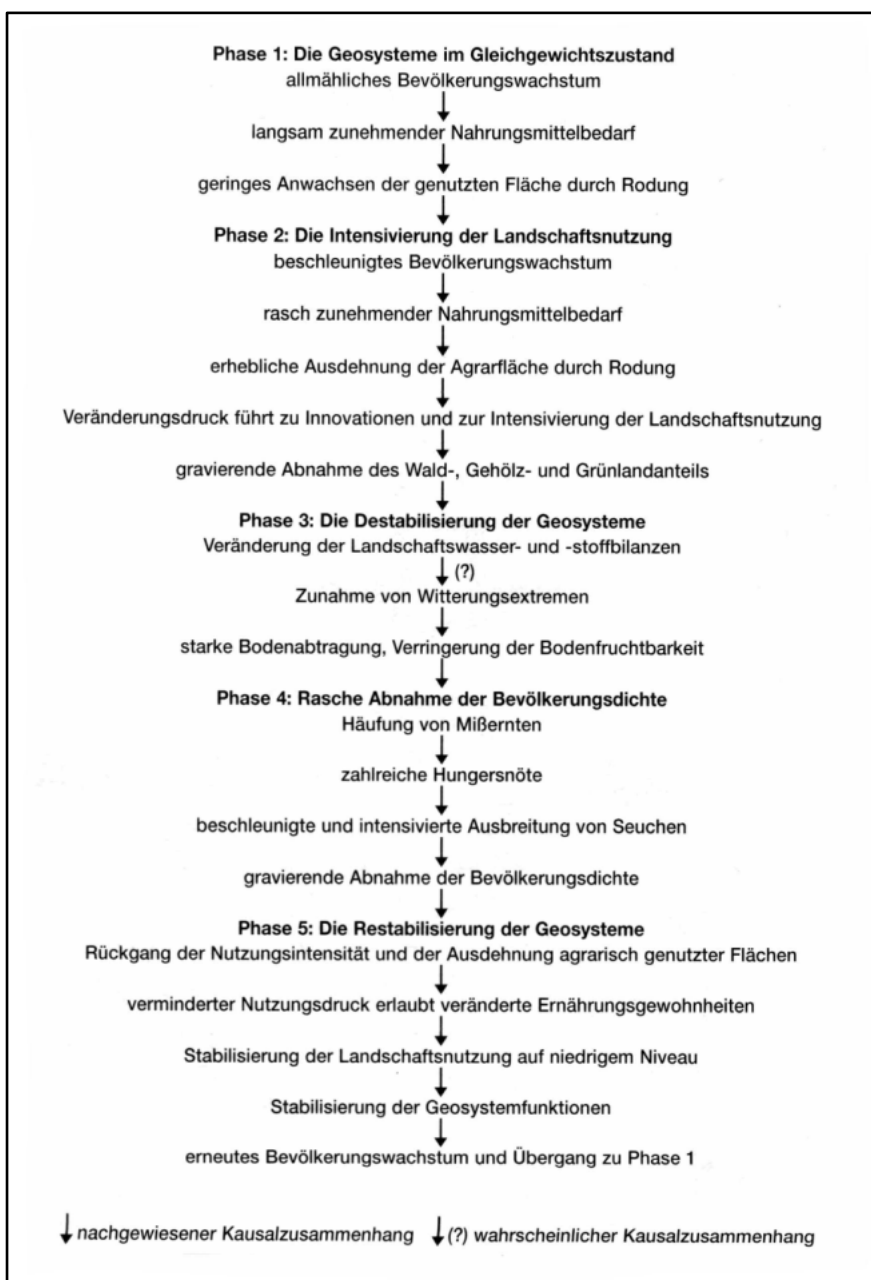 Phase 1: Die Geosysteme im Gleichgewichtszustand
allmähliches Bevölkerungswachstum
langsam zunehmender Nahrungsmittelbedarf
geringes Anwachsen der genutzten Fläche durch Rodung
Phase 2: Die Intensivierung der Landschaftsnutzung
beschleunigtes Bevölkerungswachstum
rasch zunehmender Nahrungsmittelbedarf
erhebliche Ausdehnung der Agrarfläche durch Rodung
Veränderungsdruck führt zu Innovationen und zur Intensivierung der Landschaftsnutzung
gravierende Abnahme des Wald-, Gehölz- und Grünlandanteils
Phase 3: Die Destabilisierung der Geosysteme
Veränderung der Landschaftswasser- und -stoffbilanzen
(?)
Zunahme von Witterungsextremen
starke Bodenabtragung, Verringerung der Bodenfruchtbarkeit
Phase 4: Rasche Abnahme der Bevölkerungsdichte
Häufung von Mißernten
zahlreiche Hungersnöte
beschleunigte und intensivierte Ausbreitung von Seuchen
gravierende Abnahme der Bevölkerungsdichte
Phase 5: Die Restabilisierung der Geosysteme
Rückgang der Nutzungsintensität und der Ausdehnung agrarisch genutzter Flächen
verminderter Nutzungsdruck erlaubt veränderte Ernährungsgewohnheiten
Stabilisierung der Landschaftsnutzung auf niedrigem Niveau
Stabilisierung der Geosystemfunktionen
erneutes Bevölkerungswachstum und Übergang zu Phase 1
↓ nachgewiesener Kausalzusammenhang ↓ (?) wahrscheinlicher Kausalzusammenhang